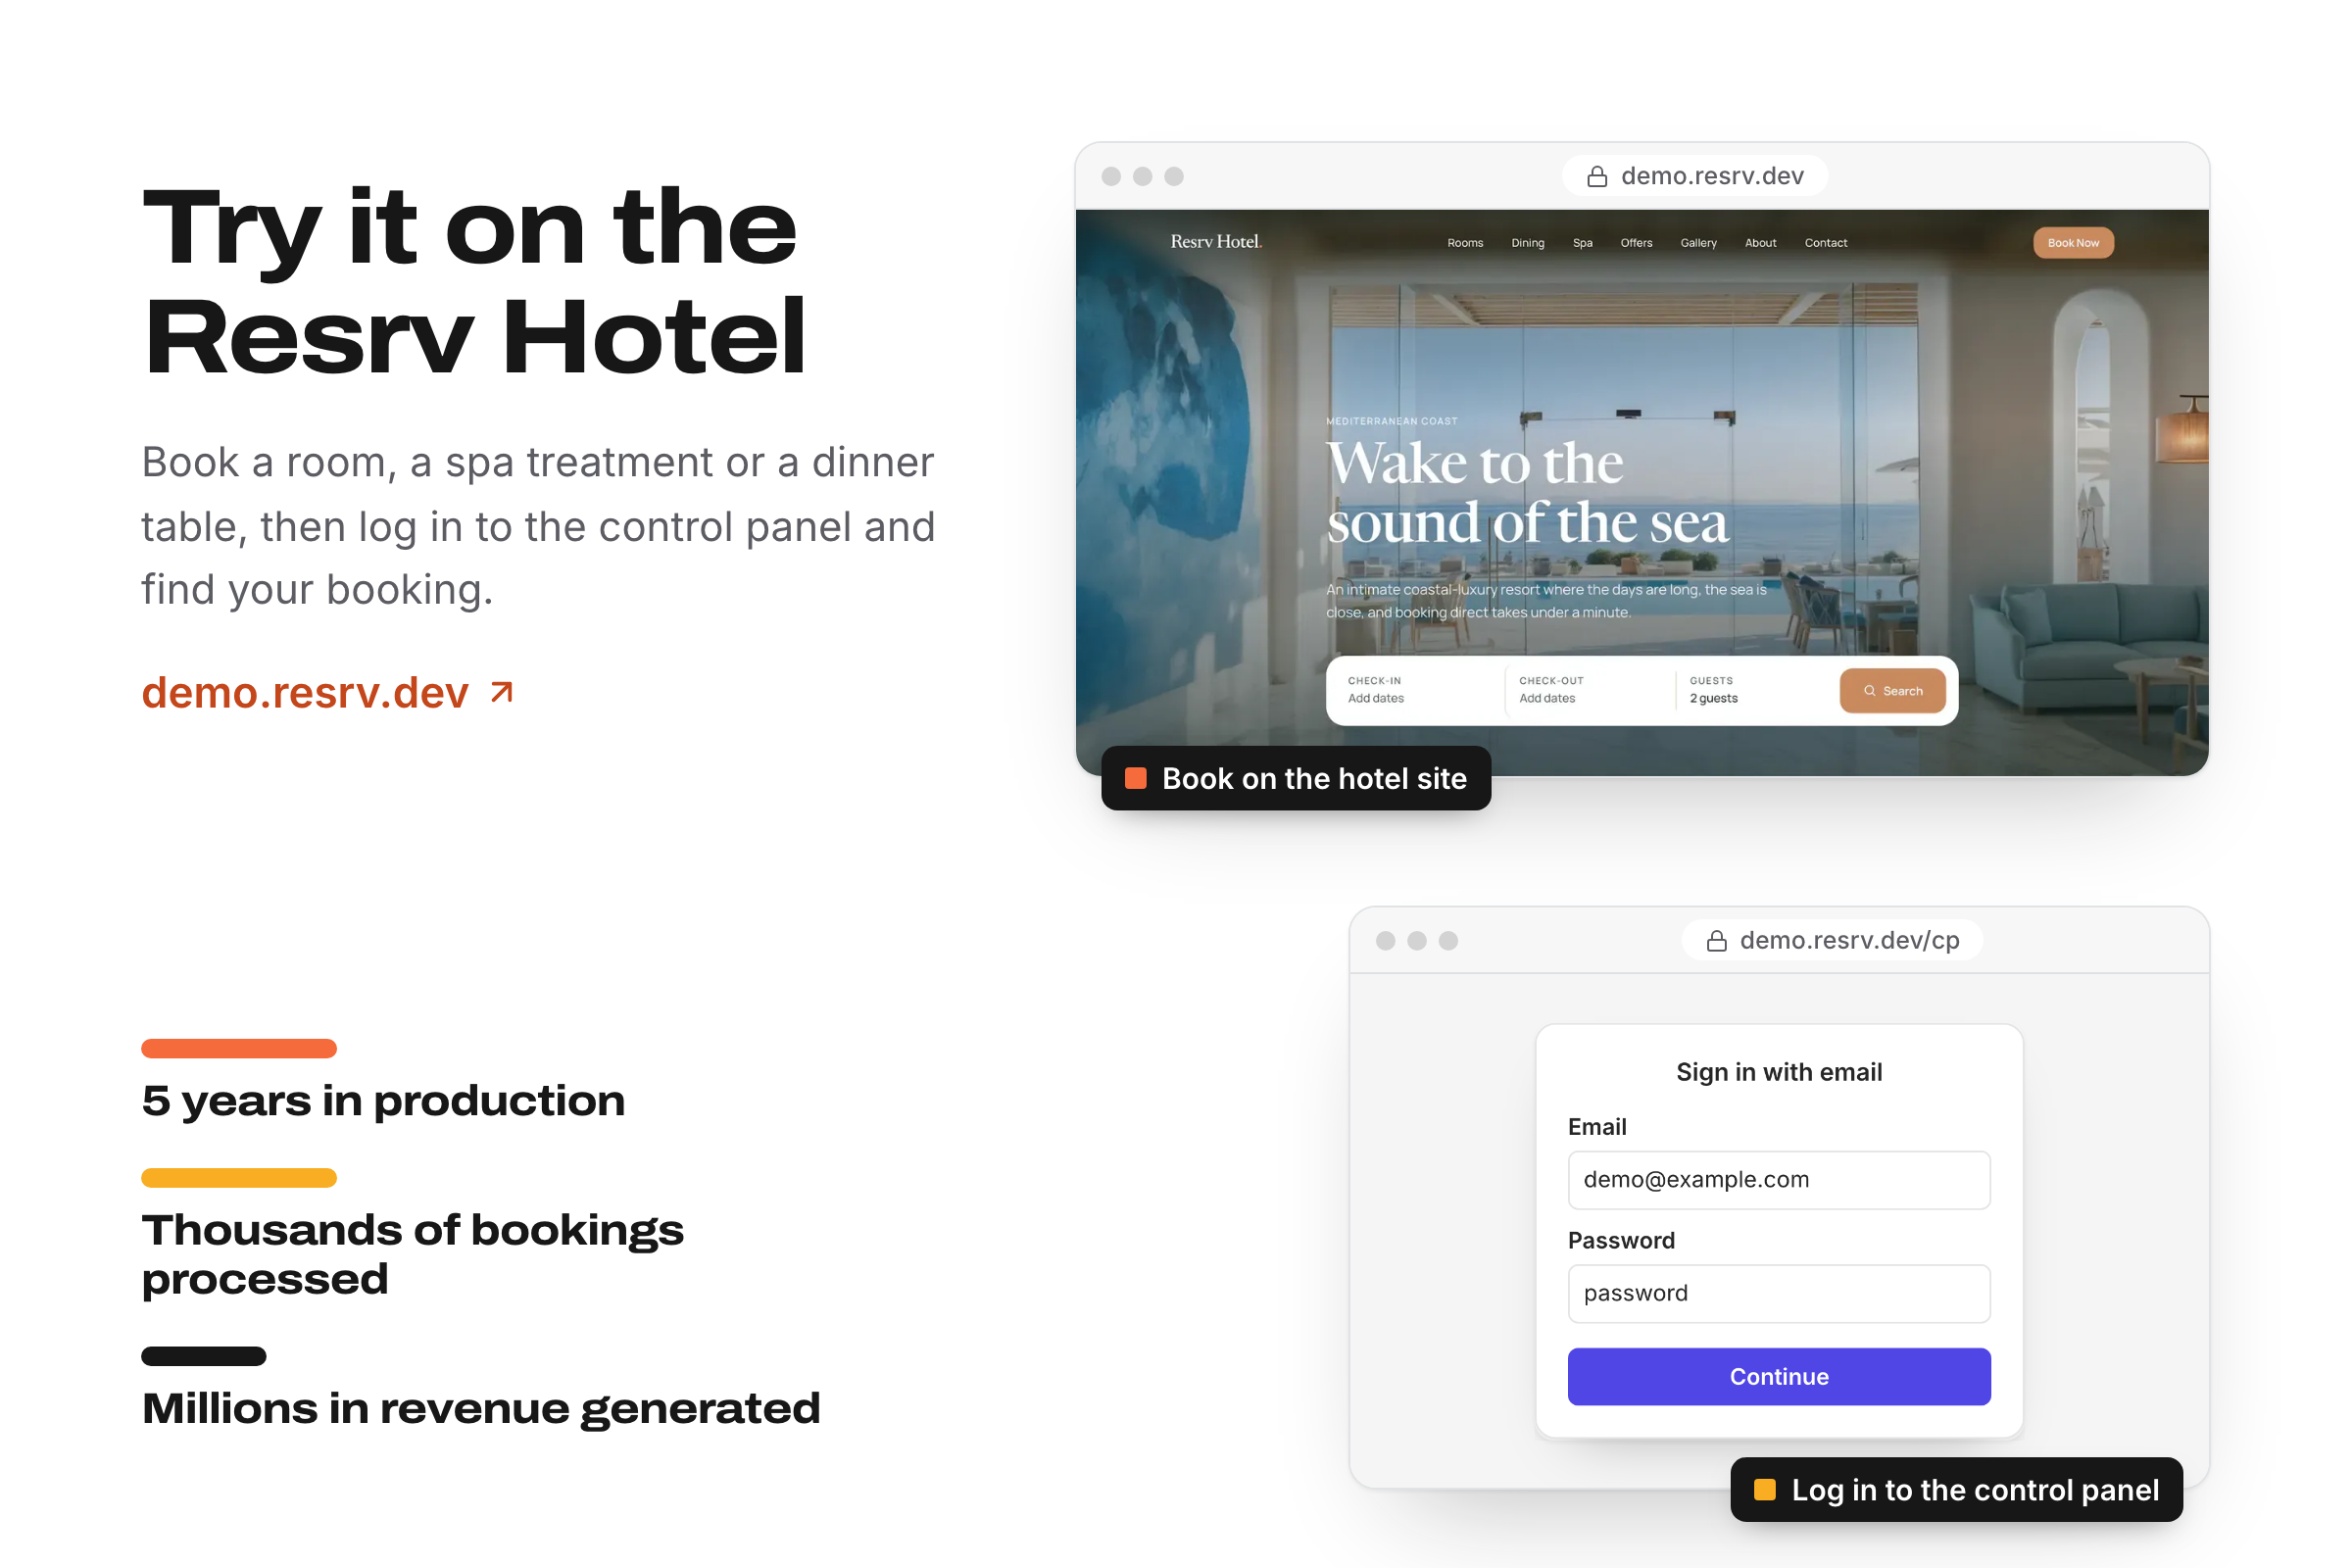 Try it on the
Resrv Hotel
Book a room, a spa treatment or a dinner
table, then log in to the control panel and
find your booking.
demo.resrv.dev
demo.resrv.dev
Resrv Hotel.
Rooms Dining Spa Offers Gallery About Contact
Book Now
MEDITERRANEAN COAST
Wake to the
sound of the sea
An intimate coastal-luxury resort where the days are long, the sea is
close, and booking direct takes under a minute.
CHECK-IN CHECK-OUT GUESTS
Add dates Add dates 2 guests
Search
Book on the hotel site
5 years in production
Thousands of bookings
processed
Millions in revenue generated
demo.resrv.dev/cp
Sign in with email
Email
demo@example.com
Password
password
Continue
Log in to the control panel